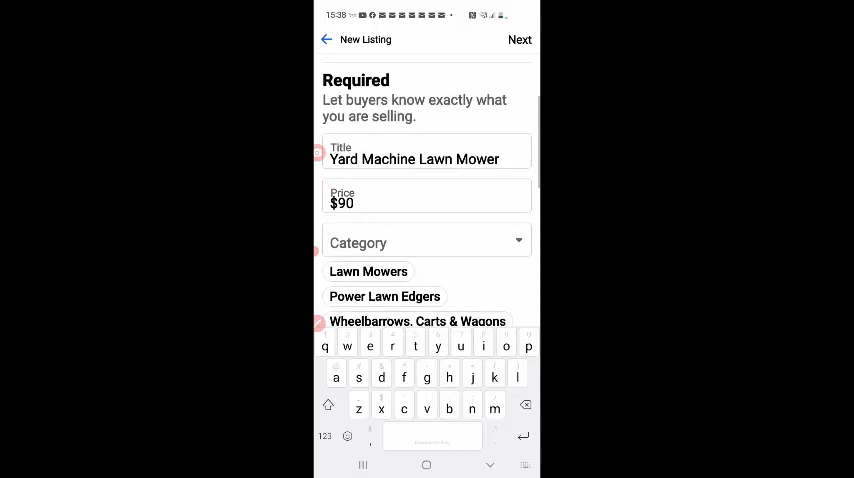 15:38
New Listing
Next
Required
Let buyers know exactly what
you are selling.
Title
Yard Machine Lawn Mower
Price
$90
Category
Lawn Mowers
Power Lawn Edgers
Wheelbarrows, Carts & Wagons
q w e r t y u i o p
a s d f g h j k l
z x c v b n m
123 ,